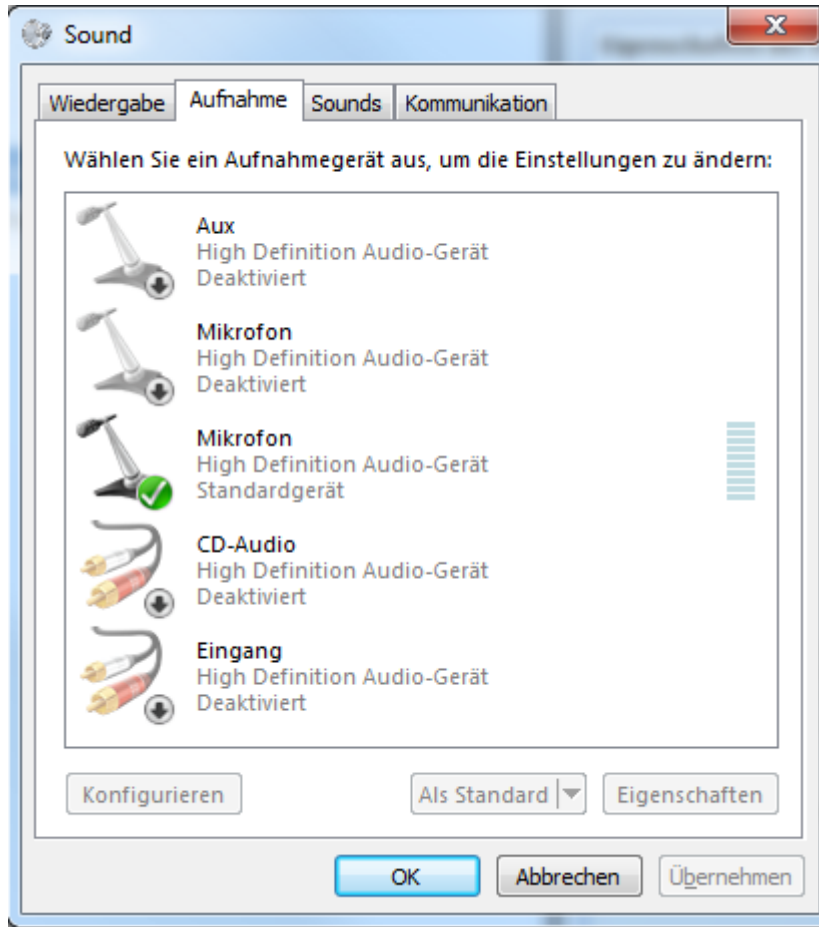 Sound
Wiedergabe
Aufnahme
Sounds
Kommunikation
Wählen Sie ein Aufnahmegerät aus, um die Einstellungen zu ändern:
Aux
High Definition Audio-Gerät
Deaktiviert
Mikrofon
High Definition Audio-Gerät
Deaktiviert
Mikrofon
High Definition Audio-Gerät
Standardgerät
CD-Audio
High Definition Audio-Gerät
Deaktiviert
Eingang
High Definition Audio-Gerät
Deaktiviert
Konfigurieren
Als Standard
Eigenschaften
OK
Abbrechen
Übernehmen